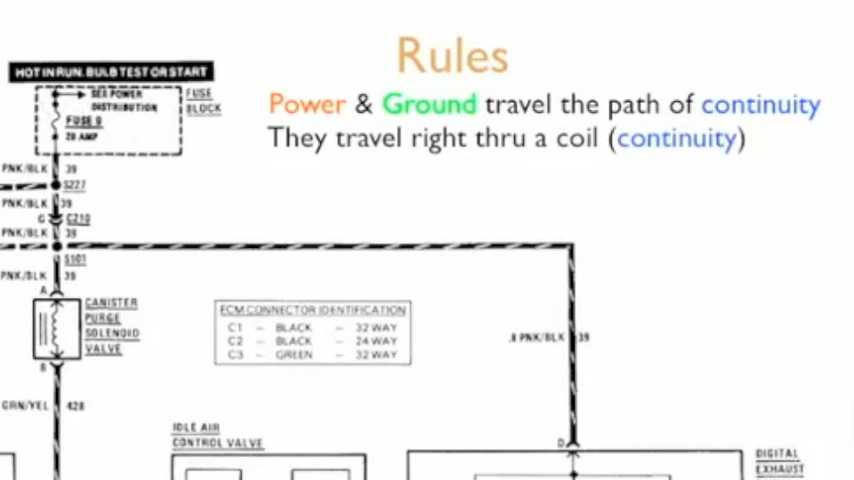 Rules
Power & Ground travel the path of continuity
They travel right thru a coil (continuity)
HOT IN RUN, BULB TEST OR START
SEE POWER
DISTRIBUTION
FUSE 9
20 AMP
FUSE
BLOCK
PNK/BLK 39
S227
PNK/BLK 39
G C210
PNK/BLK 39
S101
PNK/BLK 39
A
CANISTER
PURGE
SOLENOID
VALVE
B
GRN/YEL 428
ECM CONNECTOR IDENTIFICATION
C1 – BLACK – 32 WAY
C2 – BLACK – 24 WAY
C3 – GREEN – 32 WAY
.8 PNK/BLK 39
D
IDLE AIR
CONTROL VALVE
DIGITAL
EXHAUST